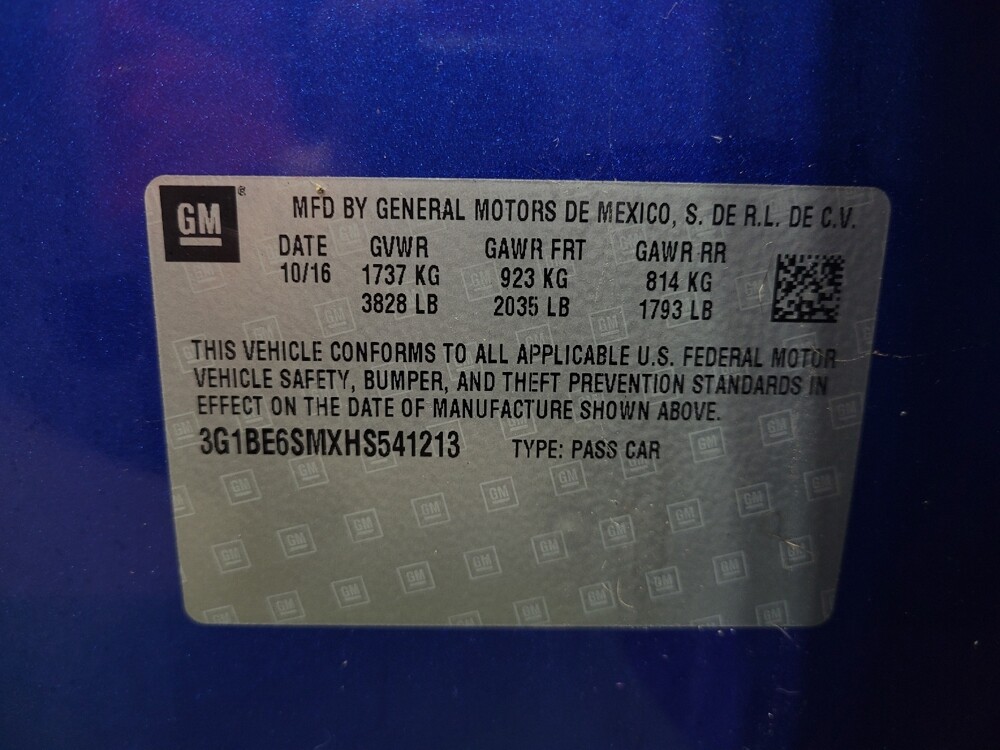 GM ® MFD BY GENERAL MOTORS DE MEXICO, S. DE R.L. DE C.V.
DATE GVWR GAWR FRT GAWR RR
10/16 1737 KG 923 KG 814 KG
3828 LB 2035 LB 1793 LB
THIS VEHICLE CONFORMS TO ALL APPLICABLE U.S. FEDERAL MOTOR
VEHICLE SAFETY, BUMPER, AND THEFT PREVENTION STANDARDS IN
EFFECT ON THE DATE OF MANUFACTURE SHOWN ABOVE.
3G1BE6SMXHS541213 TYPE: PASS CAR